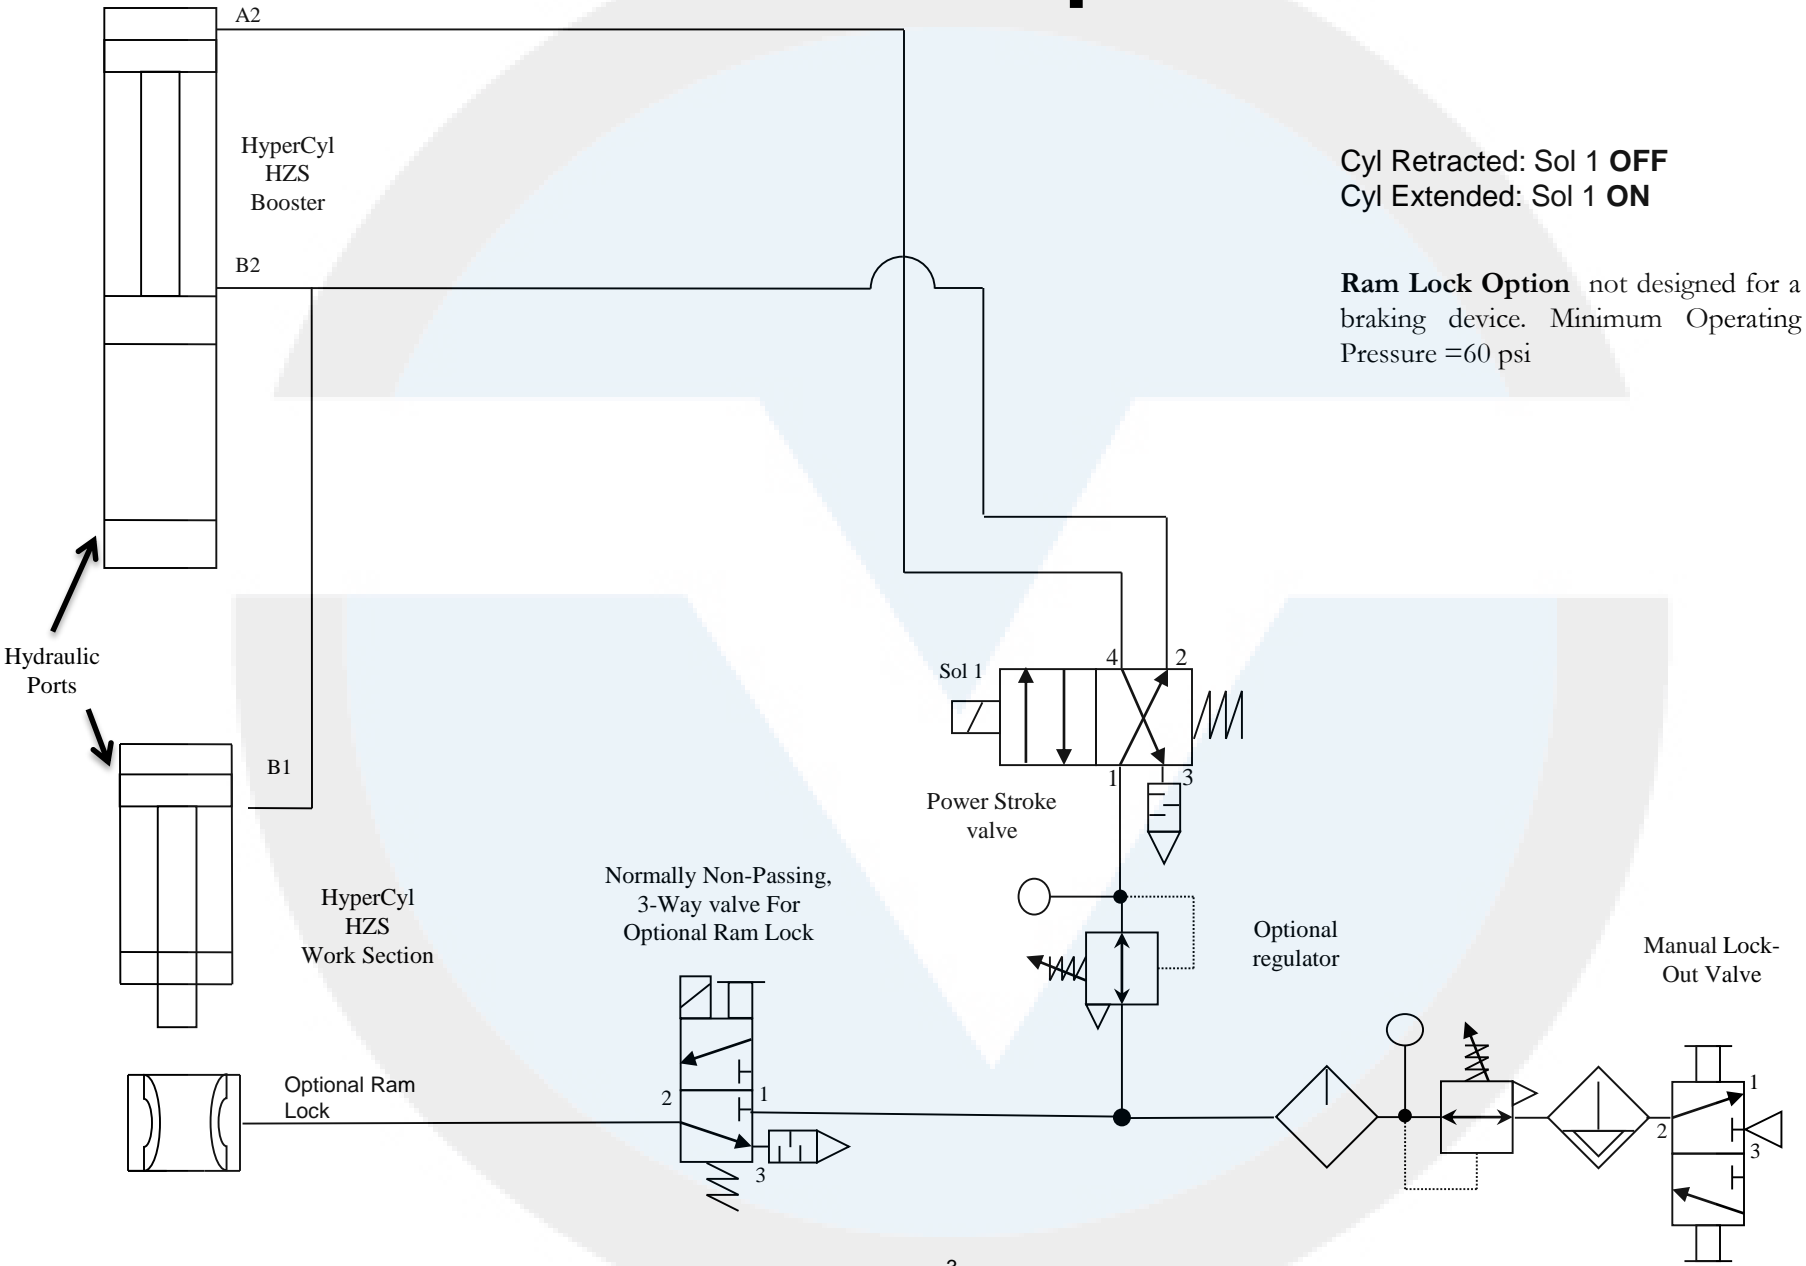 A2
HyperCyl
HZS
Booster
Cyl Retracted: Sol 1 OFF
Cyl Extended: Sol 1 ON
B2
Ram Lock Option not designed for a
braking device. Minimum Operating
Pressure =60 psi
Hydraulic
Ports
4
2
Sol 1
B1
1
3
Power Stroke
valve
Normally Non-Passing,
3-Way valve For
Optional Ram Lock
HyperCyl
HZS
Work Section
Optional
regulator
Manual Lock-
Out Valve
Optional Ram
Lock
2
1
3
1
2
3